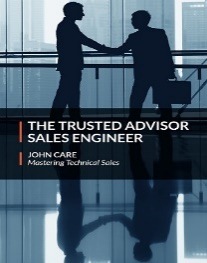 THE TRUSTED ADVISOR
SALES ENGINEER
JOHN CARE
Mastering Technical Sales